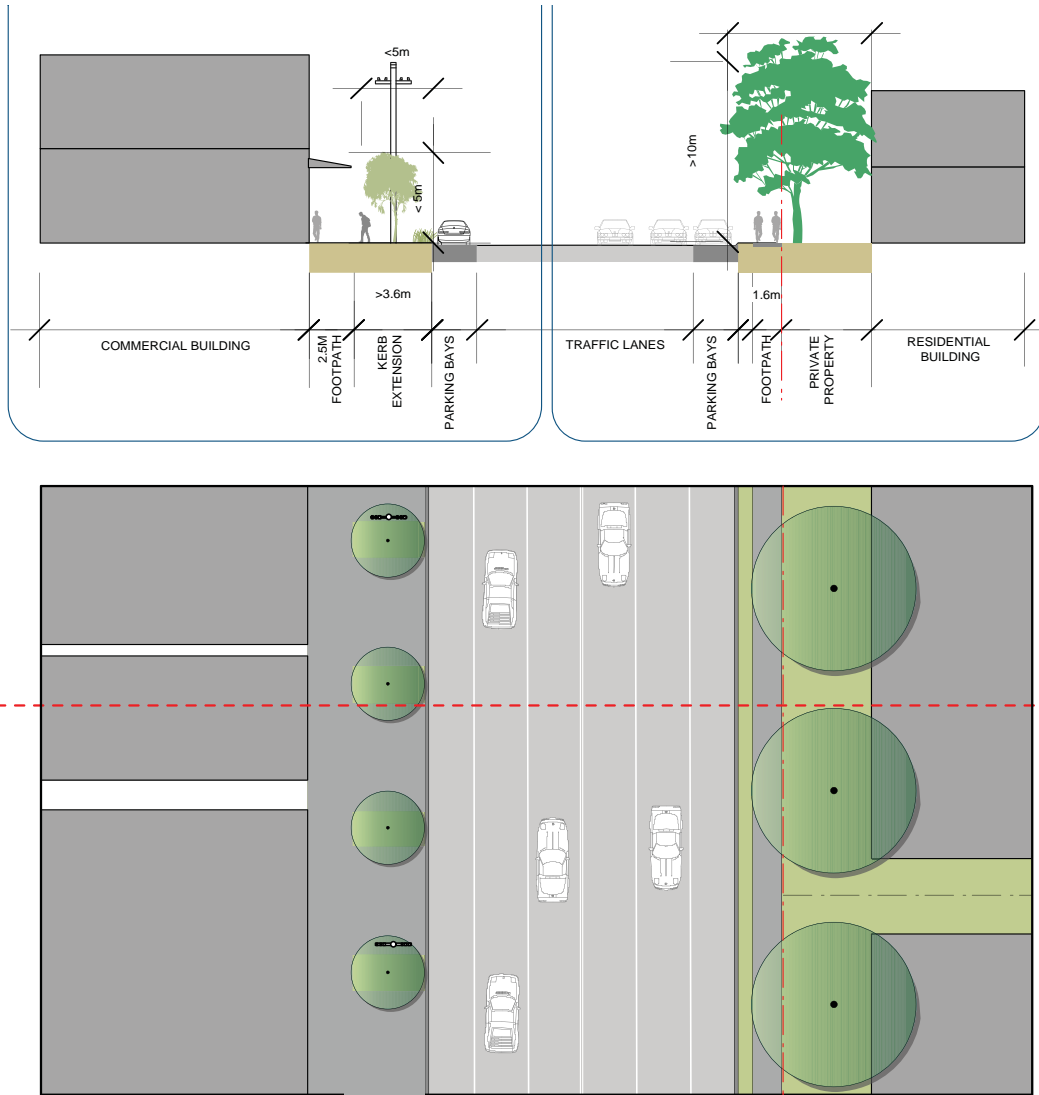 <5m
>10m
< 5m
>3.6m
1.6m
COMMERCIAL BUILDING
2.5M
FOOTPATH
KERB
EXTENSION
PARKING BAYS
TRAFFIC LANES
PARKING BAYS
FOOTPATH
PRIVATE
PROPERTY
RESIDENTIAL
BUILDING